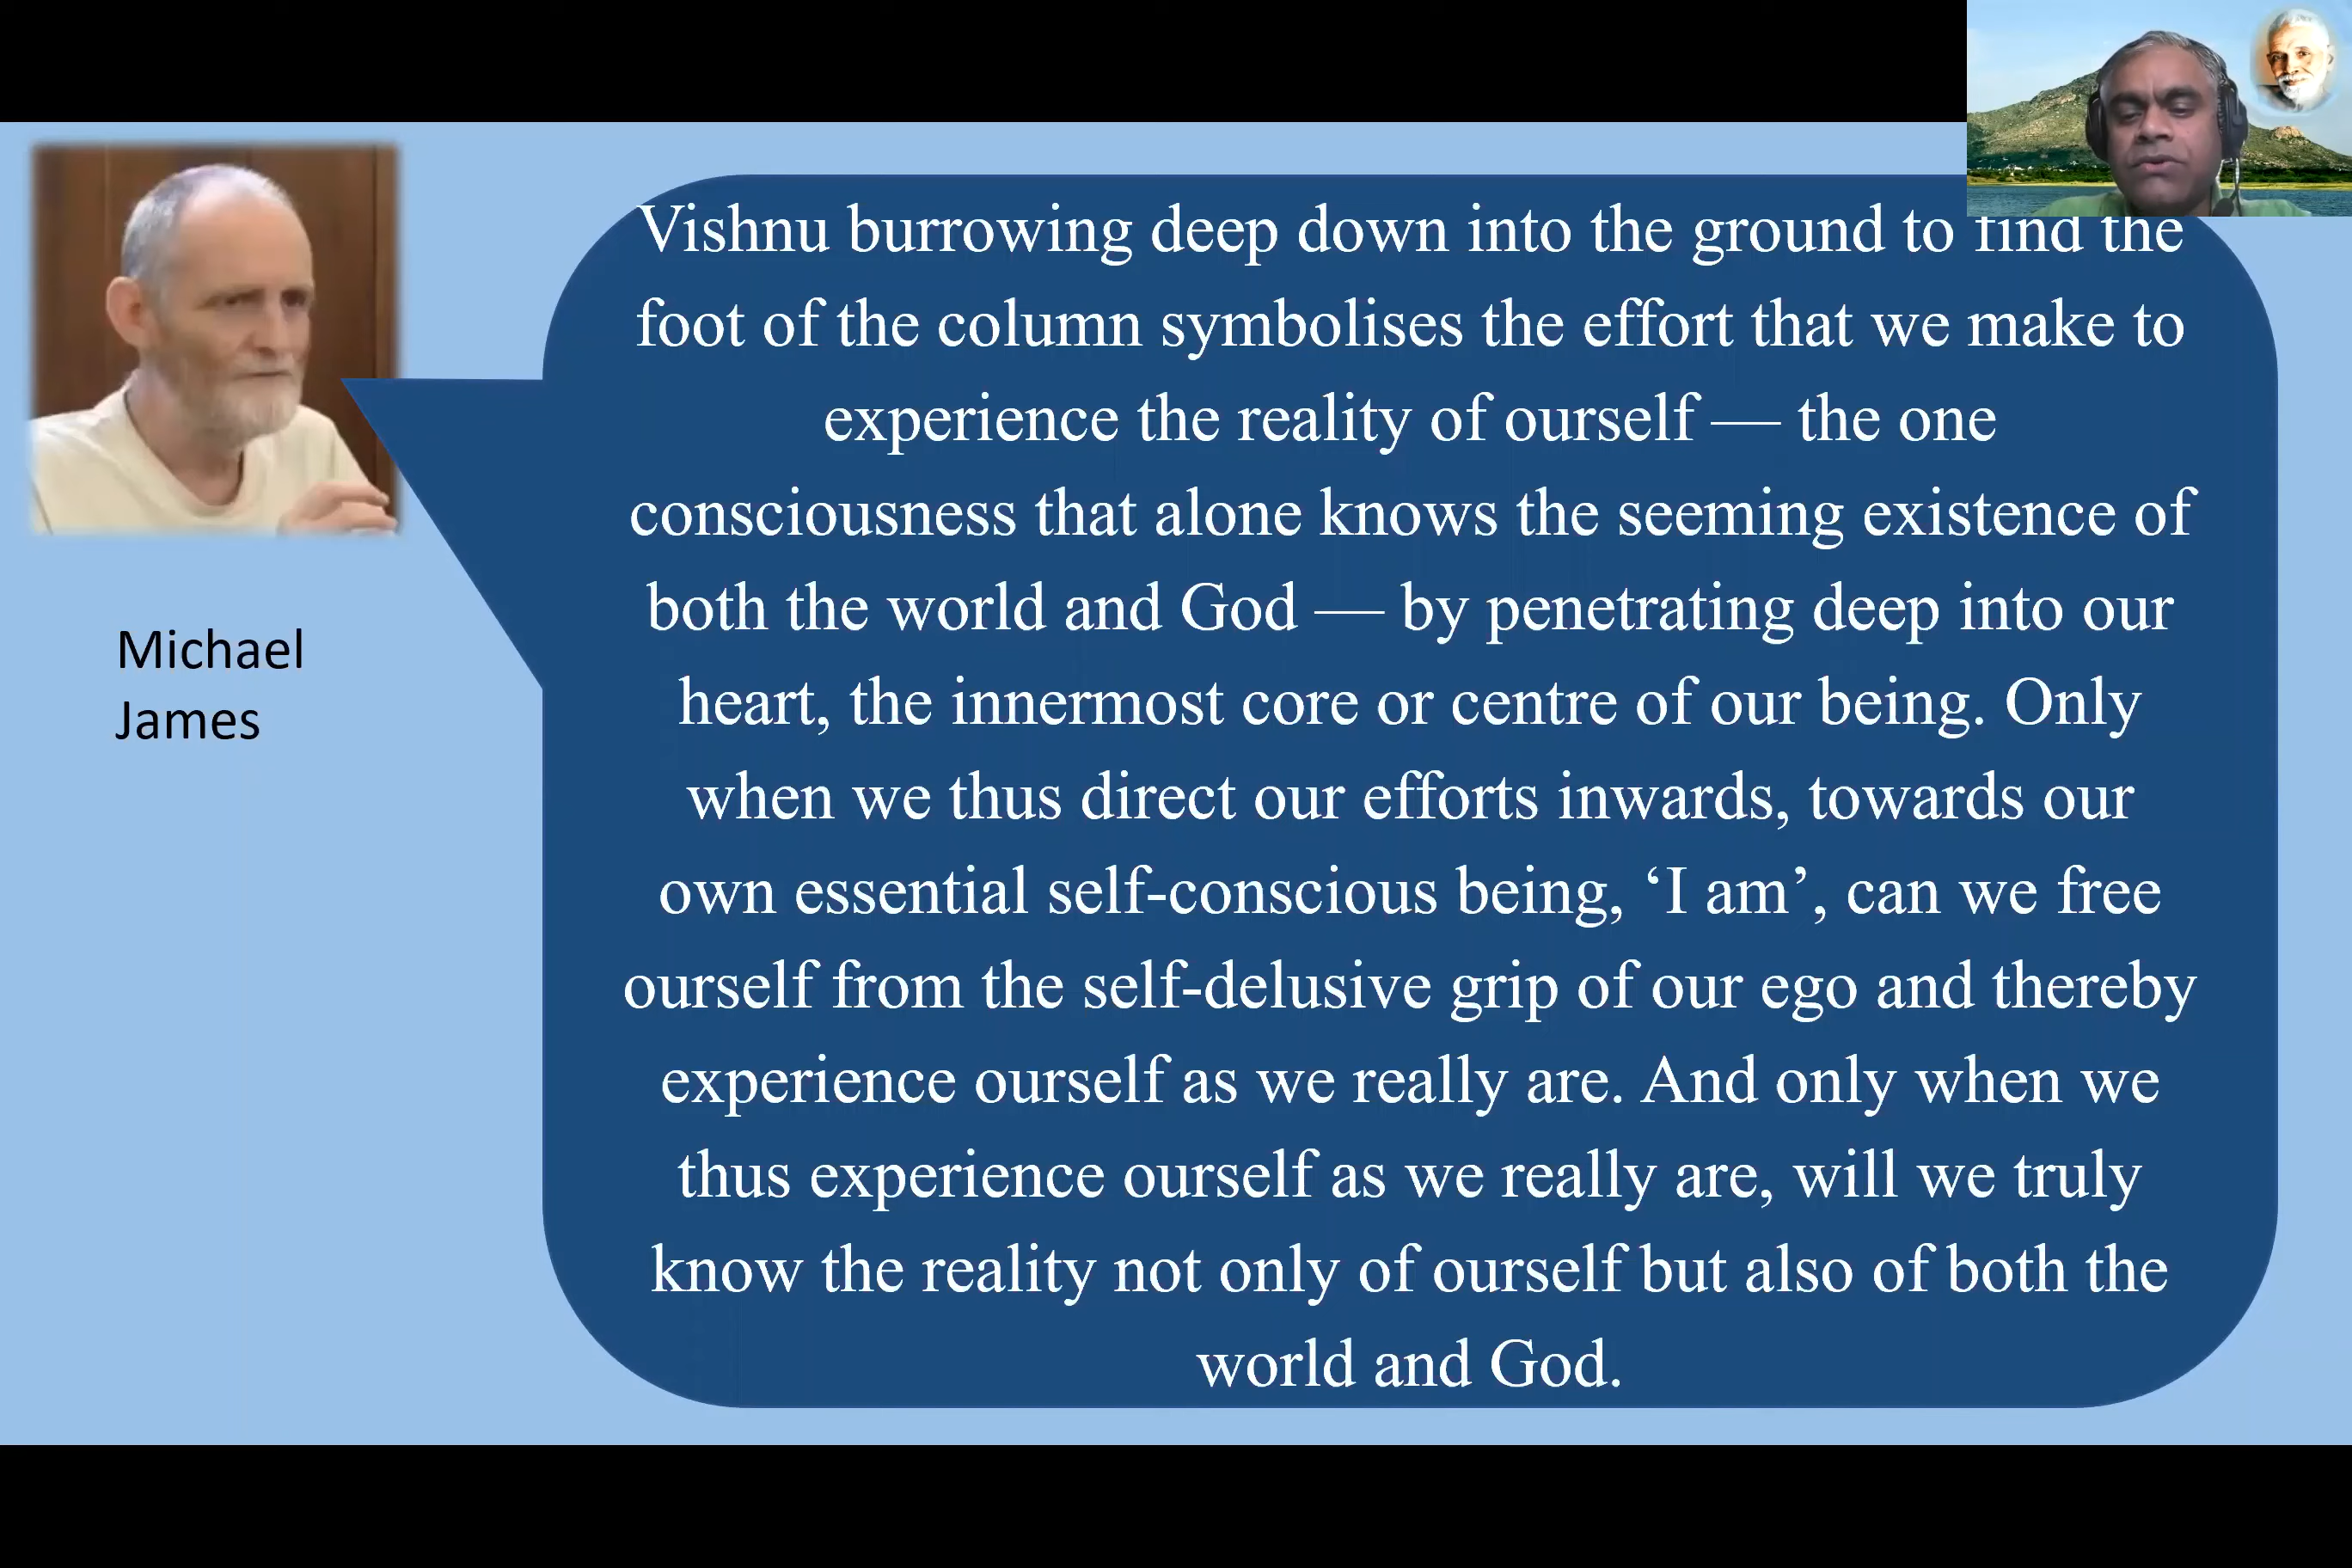 Vishnu burrowing deep down into the ground to find the
foot of the column symbolises the effort that we make to
experience the reality of ourself — the one
consciousness that alone knows the seeming existence of
both the world and God — by penetrating deep into our
heart, the innermost core or centre of our being. Only
when we thus direct our efforts inwards, towards our
own essential self-conscious being, ‘I am’, can we free
ourself from the self-delusive grip of our ego and thereby
experience ourself as we really are. And only when we
thus experience ourself as we really are, will we truly
know the reality not only of ourself but also of both the
world and God.
Michael
James